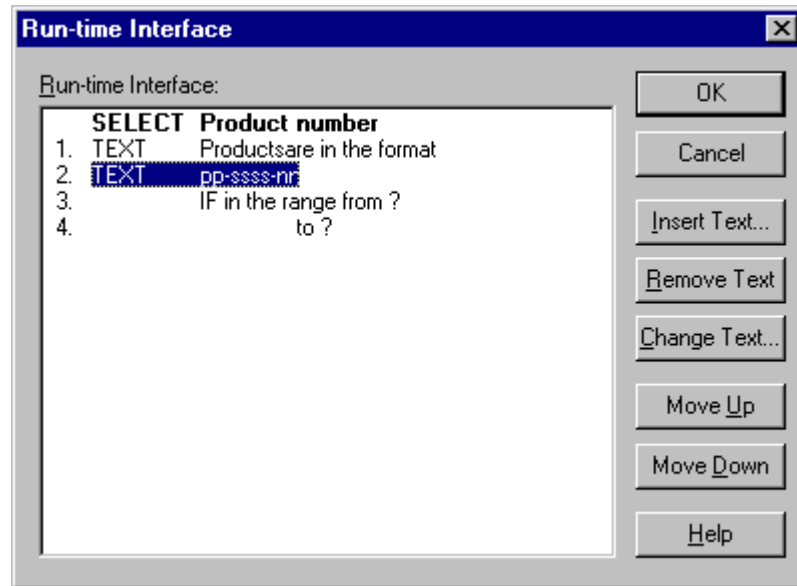 Run-time Interface
Run-time Interface:
SELECT Product number
1. TEXT Productsare in the format
2. TEXT pp-ssss-nr
3. IF in the range from ?
4. to ?
OK
Cancel
Insert Text...
Remove Text
Change Text...
Move Up
Move Down
Help